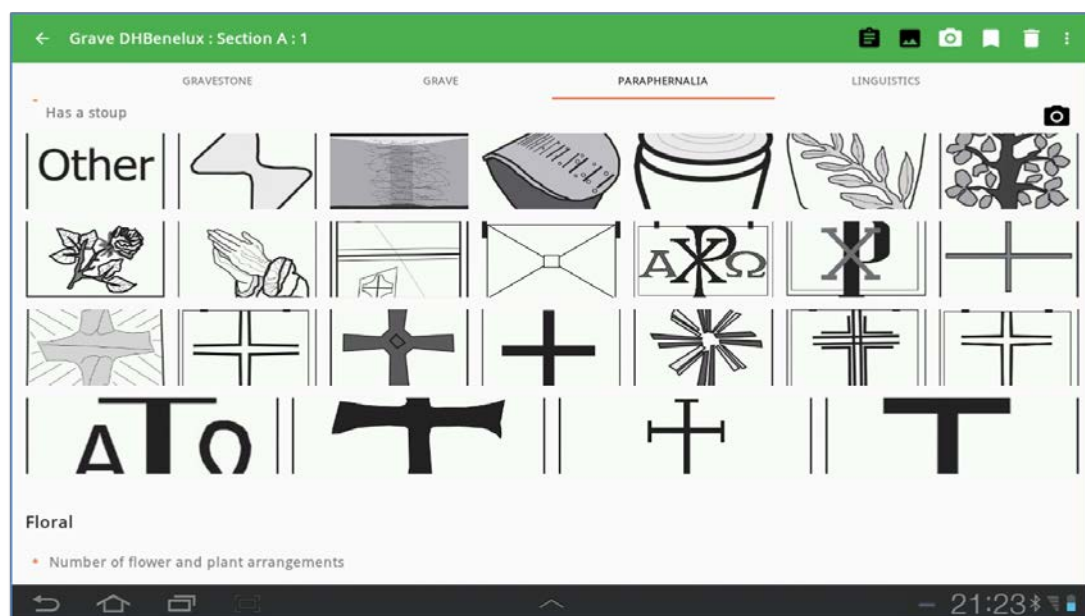 Grave DHBenelux : Section A : 1
GRAVESTONE GRAVE PARAPHERNALIA LINGUISTICS
Has a stoup
Other
Α Ω
Α Τ Ω
Floral
Number of flower and plant arrangements
21:23